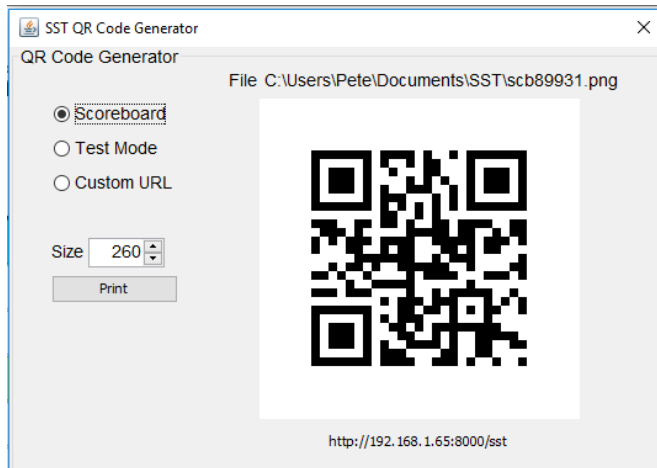 SST QR Code Generator
QR Code Generator
File C:\Users\Pete\Documents\SST\scb89931.png
Scoreboard
Test Mode
Custom URL
Size 260
Print
http://192.168.1.65:8000/sst